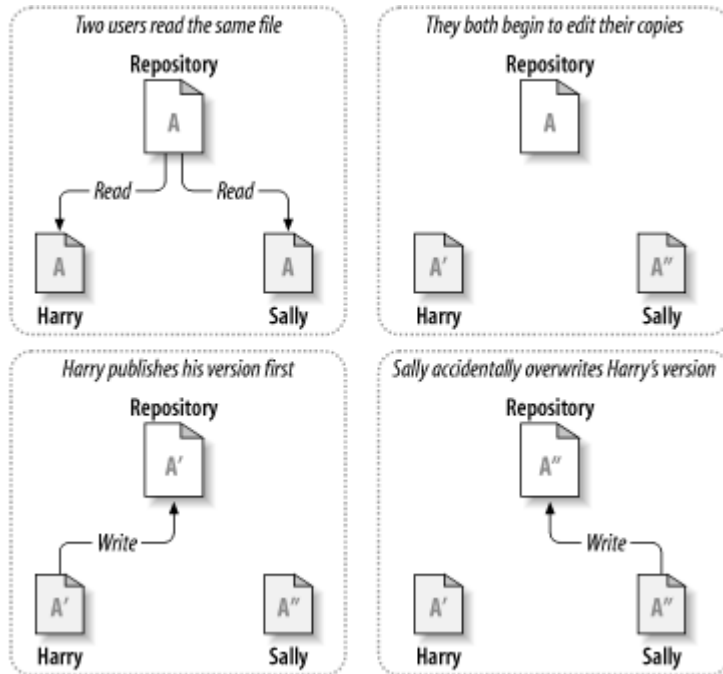 Two users read the same file
Repository
A
Read
Read
A
A
Harry
Sally
They both begin to edit their copies
Repository
A
A′
A″
Harry
Sally
Harry publishes his version first
Repository
A′
Write
A′
A″
Harry
Sally
Sally accidentally overwrites Harry's version
Repository
A″
Write
A′
A″
Harry
Sally